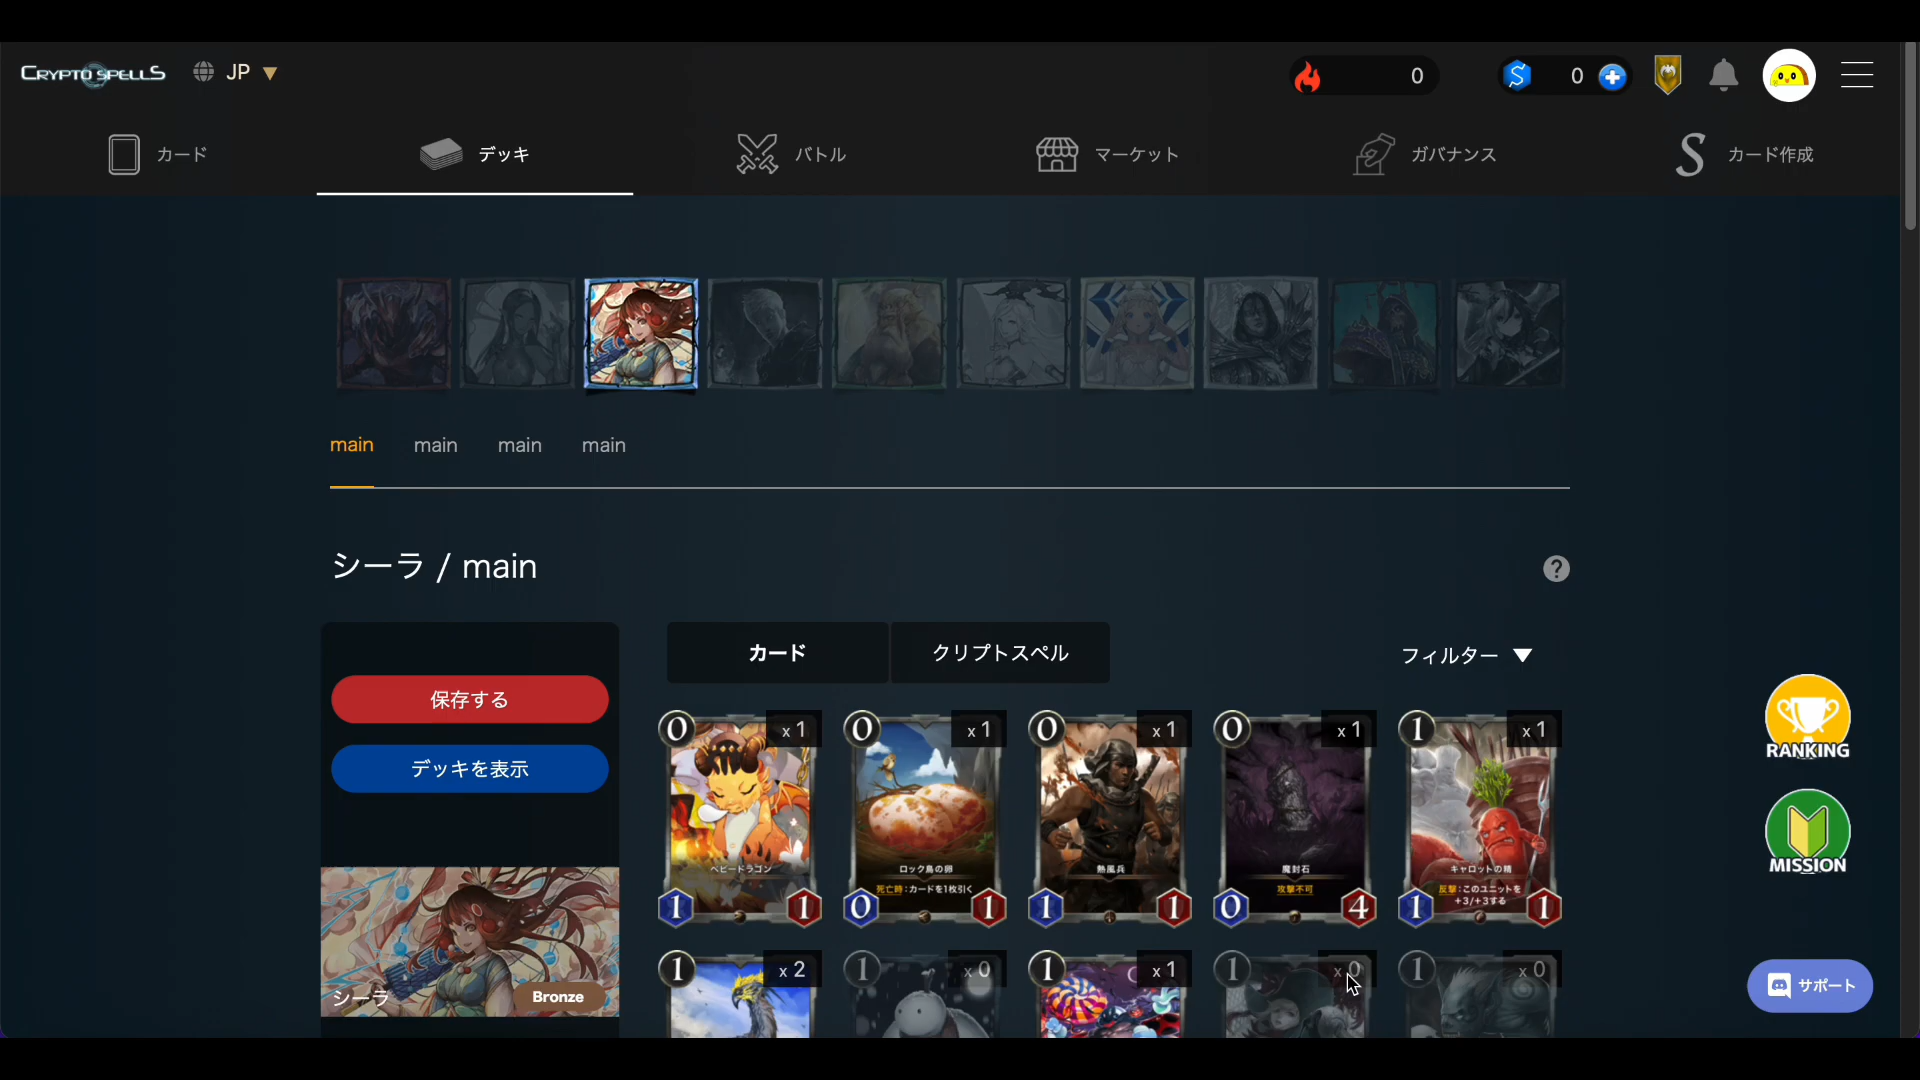 CRYPTO SPELLS
JP ▼
0
0
カード
デッキ
バトル
マーケット
ガバナンス
カード作成
main
main
main
main
シーラ / main
?
保存する
デッキを表示
カード
クリプトスペル
フィルター ▼
0
x 1
0
x 1
0
x 1
0
x 1
1
x 1
ベビードラゴン
ロック鳥の卵
死亡時：カードを1枚引く
熱風兵
魔封石
攻撃不可
キャロットの精
反撃：このユニットを
+3/+3する
1
1
0
1
1
1
0
4
1
1
1
x 2
1
x 0
1
x 1
1
x 0
1
x 0
シーラ
Bronze
RANKING
MISSION
サポート